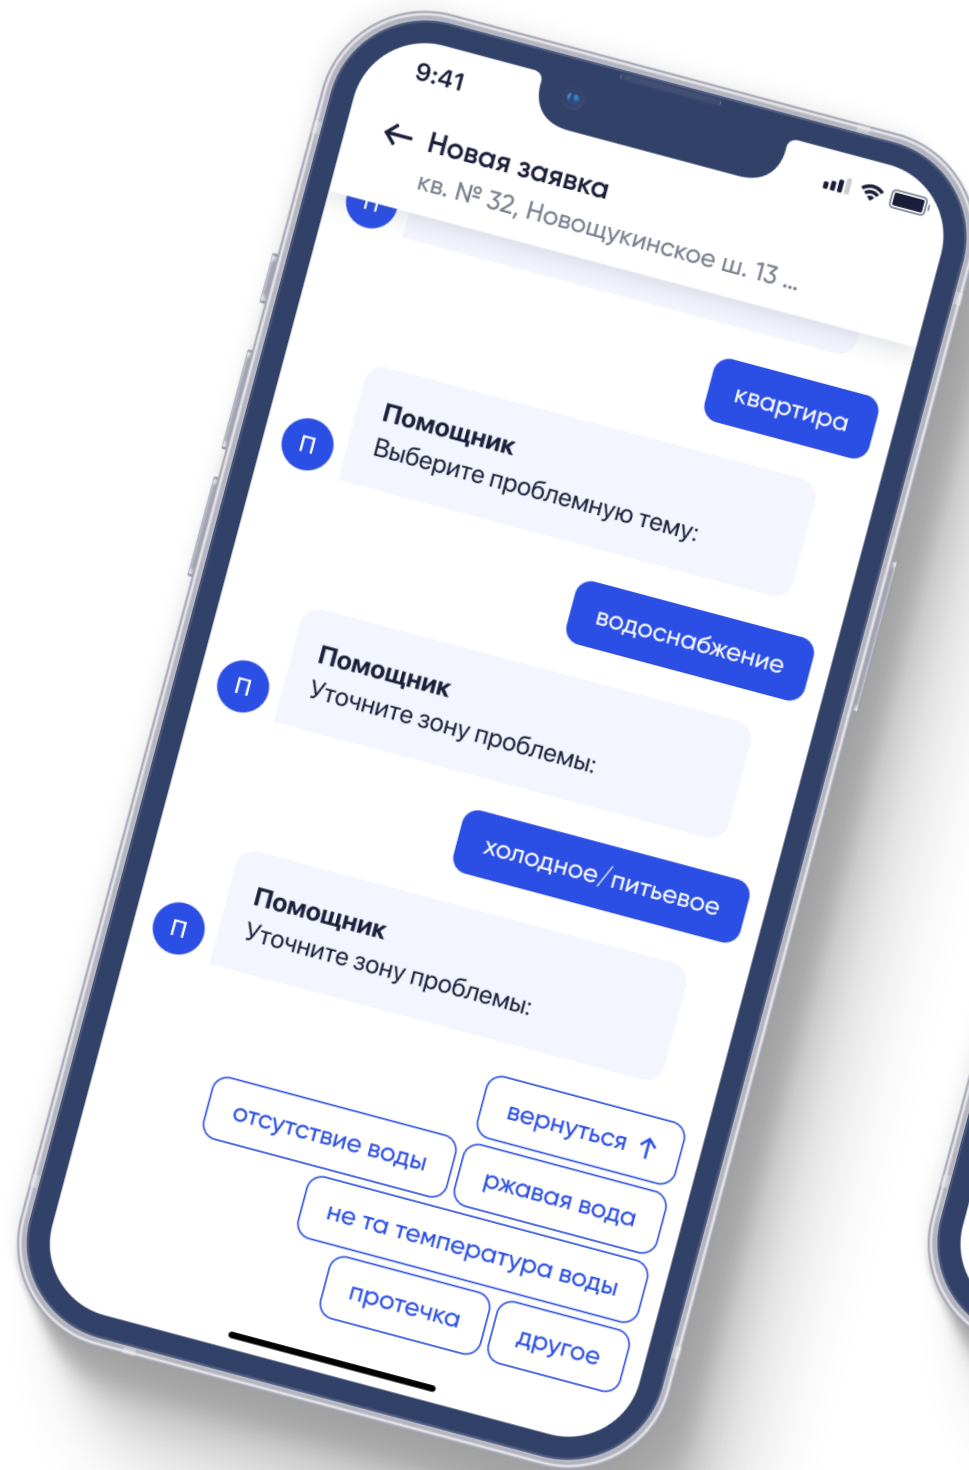 9:41
← Новая заявка
кв. № 32, Новощукинское ш. 13 ...
П
квартира
Помощник
Выберите проблемную тему:
П
водоснабжение
Помощник
Уточните зону проблемы:
П
холодное/питьевое
Помощник
Уточните зону проблемы:
П
вернуться ↑
отсутствие воды
ржавая вода
не та температура воды
протечка
другое